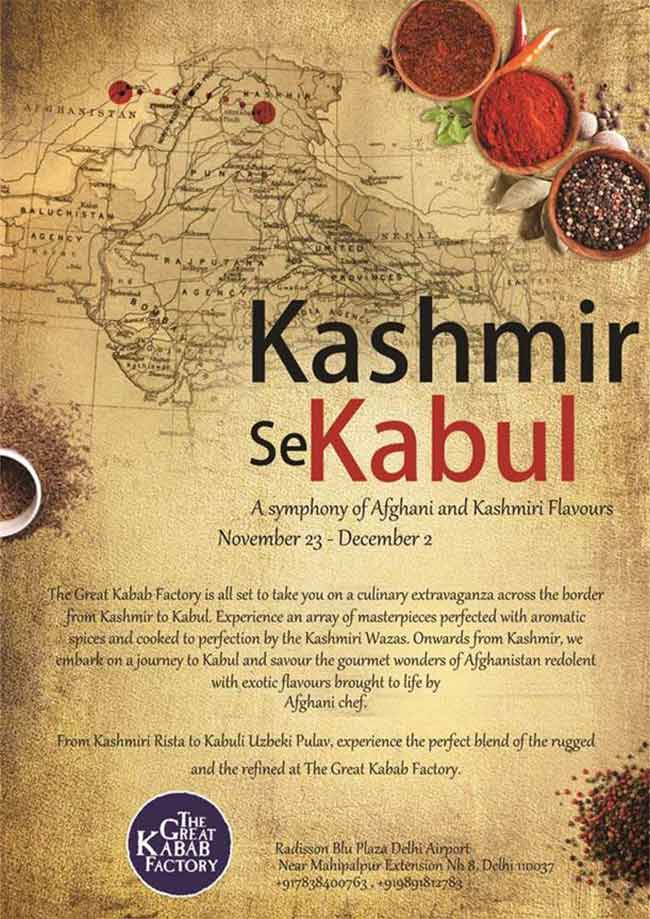 AFGHANISTAN
KASHMIR
PUNJAB
BALUCHISTAN
AGENCY
NEPAL
RAJPUTANA
UNITED
AGENCY
PROVINCES
BOMBAY
INDIA AGENCY
Kashmir
Se Kabul
A symphony of Afghani and Kashmiri Flavours
November 23 - December 2
The Great Kabab Factory is all set to take you on a culinary extravaganza across the border
from Kashmir to Kabul. Experience an array of masterpieces perfected with aromatic
spices and cooked to perfection by the Kashmiri Wazas. Onwards from Kashmir, we
embark on a journey to Kabul and savour the gourmet wonders of Afghanistan redolent
with exotic flavours brought to life by
Afghani chef.
From Kashmiri Rista to Kabuli Uzbeki Pulav, experience the perfect blend of the rugged
and the refined at The Great Kabab Factory.
THE
GREAT
KABAB
FACTORY
Radisson Blu Plaza Delhi Airport
Near Mahipalpur Extension Nh 8, Delhi 110037
+917838400763 , +919891812783